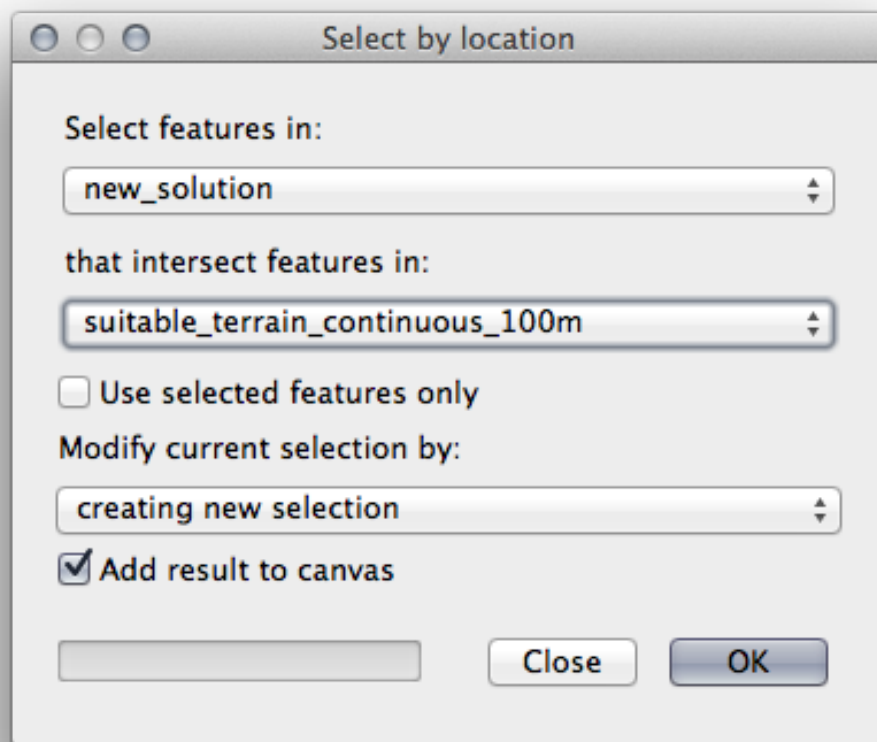 Select by location
Select features in:
new_solution
that intersect features in:
suitable_terrain_continuous_100m
Use selected features only
Modify current selection by:
creating new selection
Add result to canvas
Close
OK